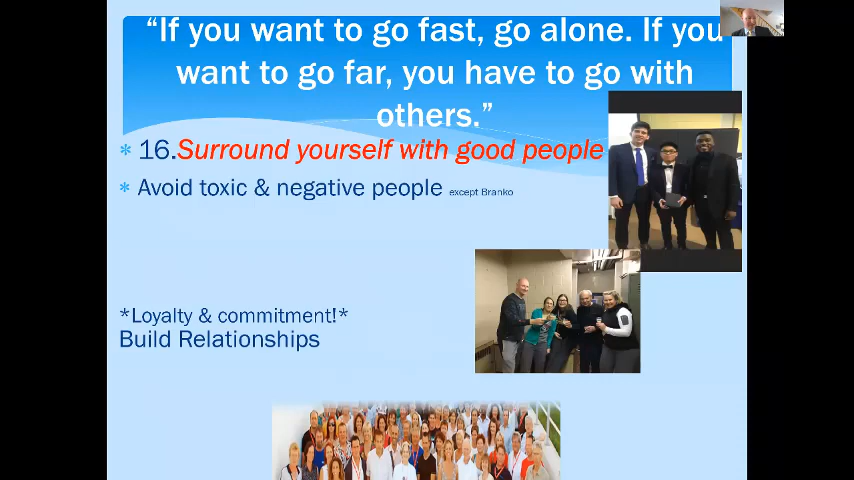 “If you want to go fast, go alone. If you
want to go far, you have to go with
others.”
16.Surround yourself with good people
Avoid toxic & negative people except Branko
*Loyalty & commitment!*
Build Relationships